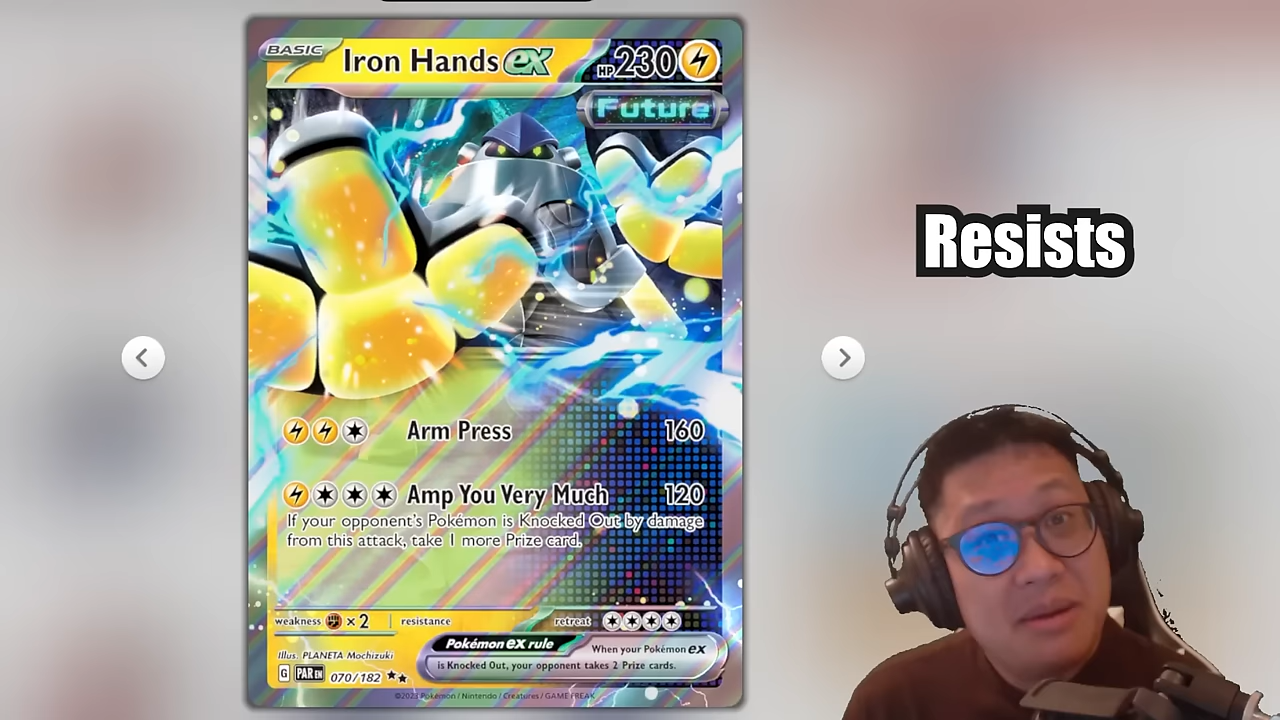 BASIC
Iron Hands ex
HP 230
Future
Resists
Arm Press 160
Amp You Very Much 120
If your opponent's Pokémon is Knocked Out by damage
from this attack, take 1 more Prize card.
weakness ×2 resistance retreat
Pokémon ex rule
When your Pokémon ex
is Knocked Out, your opponent takes 2 Prize cards.
Illus. PLANETA Mochizuki
G PAR EN 070/182
©2023 Pokémon / Nintendo / Creatures / GAME FREAK